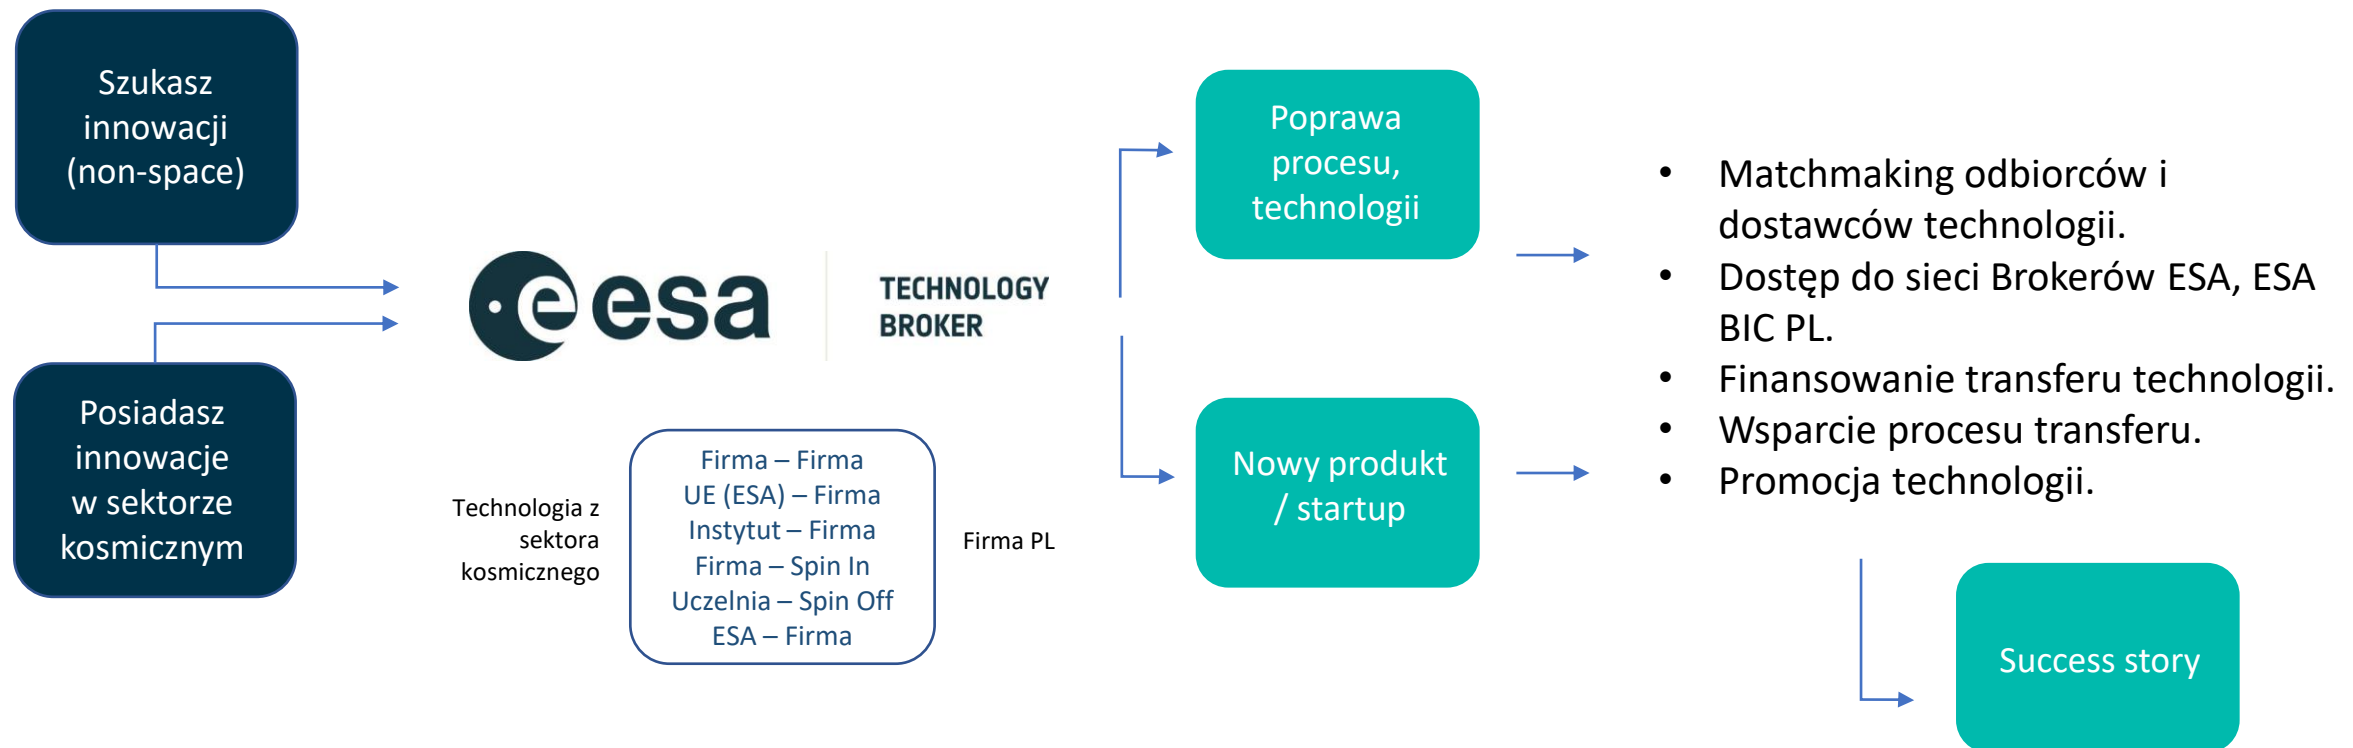 Szukasz
innowacji
(non-space)
Posiadasz
innowacje
w sektorze
kosmicznym
esa
TECHNOLOGY
BROKER
Technologia z
sektora
kosmicznego
Firma – Firma
UE (ESA) – Firma
Instytut – Firma
Firma – Spin In
Uczelnia – Spin Off
ESA – Firma
Firma PL
Poprawa
procesu,
technologii
Nowy produkt
/ startup
• Matchmaking odbiorców i
dostawców technologii.
• Dostęp do sieci Brokerów ESA, ESA
BIC PL.
• Finansowanie transferu technologii.
• Wsparcie procesu transferu.
• Promocja technologii.
Success story